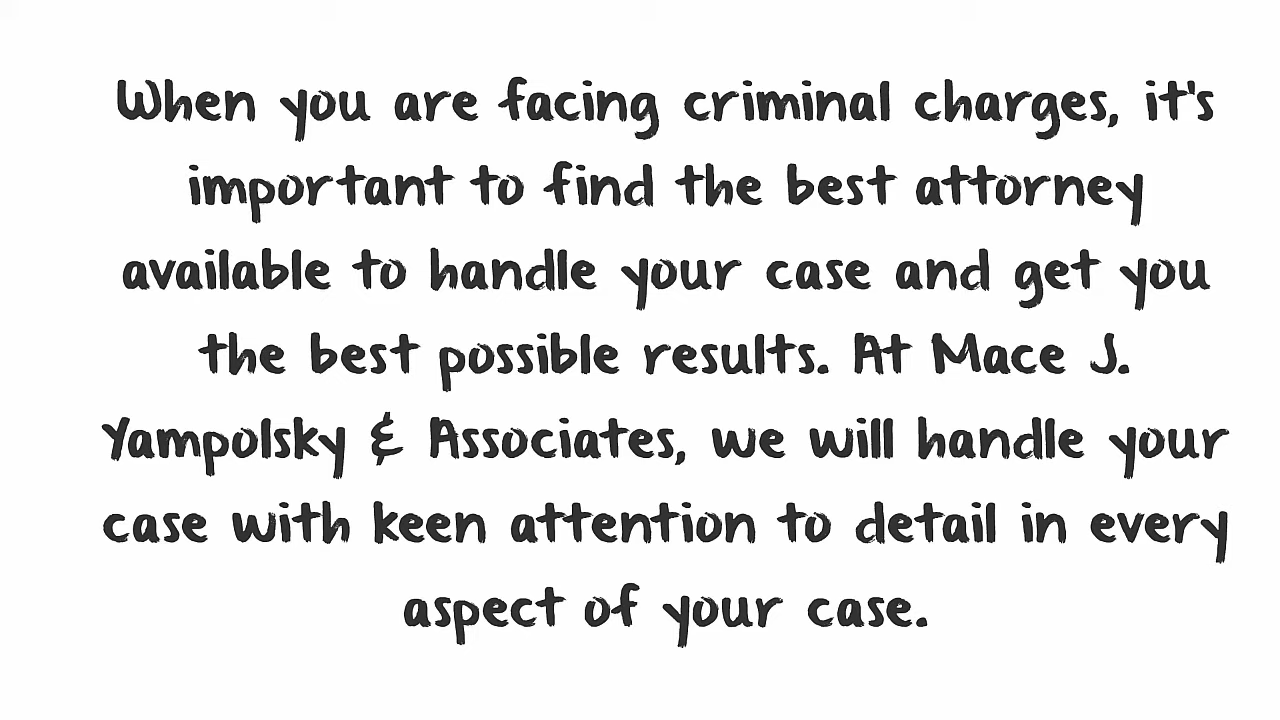 When you are facing criminal charges, it's
important to find the best attorney
available to handle your case and get you
the best possible results. At Mace J.
Yampolsky & Associates, we will handle your
case with keen attention to detail in every
aspect of your case.